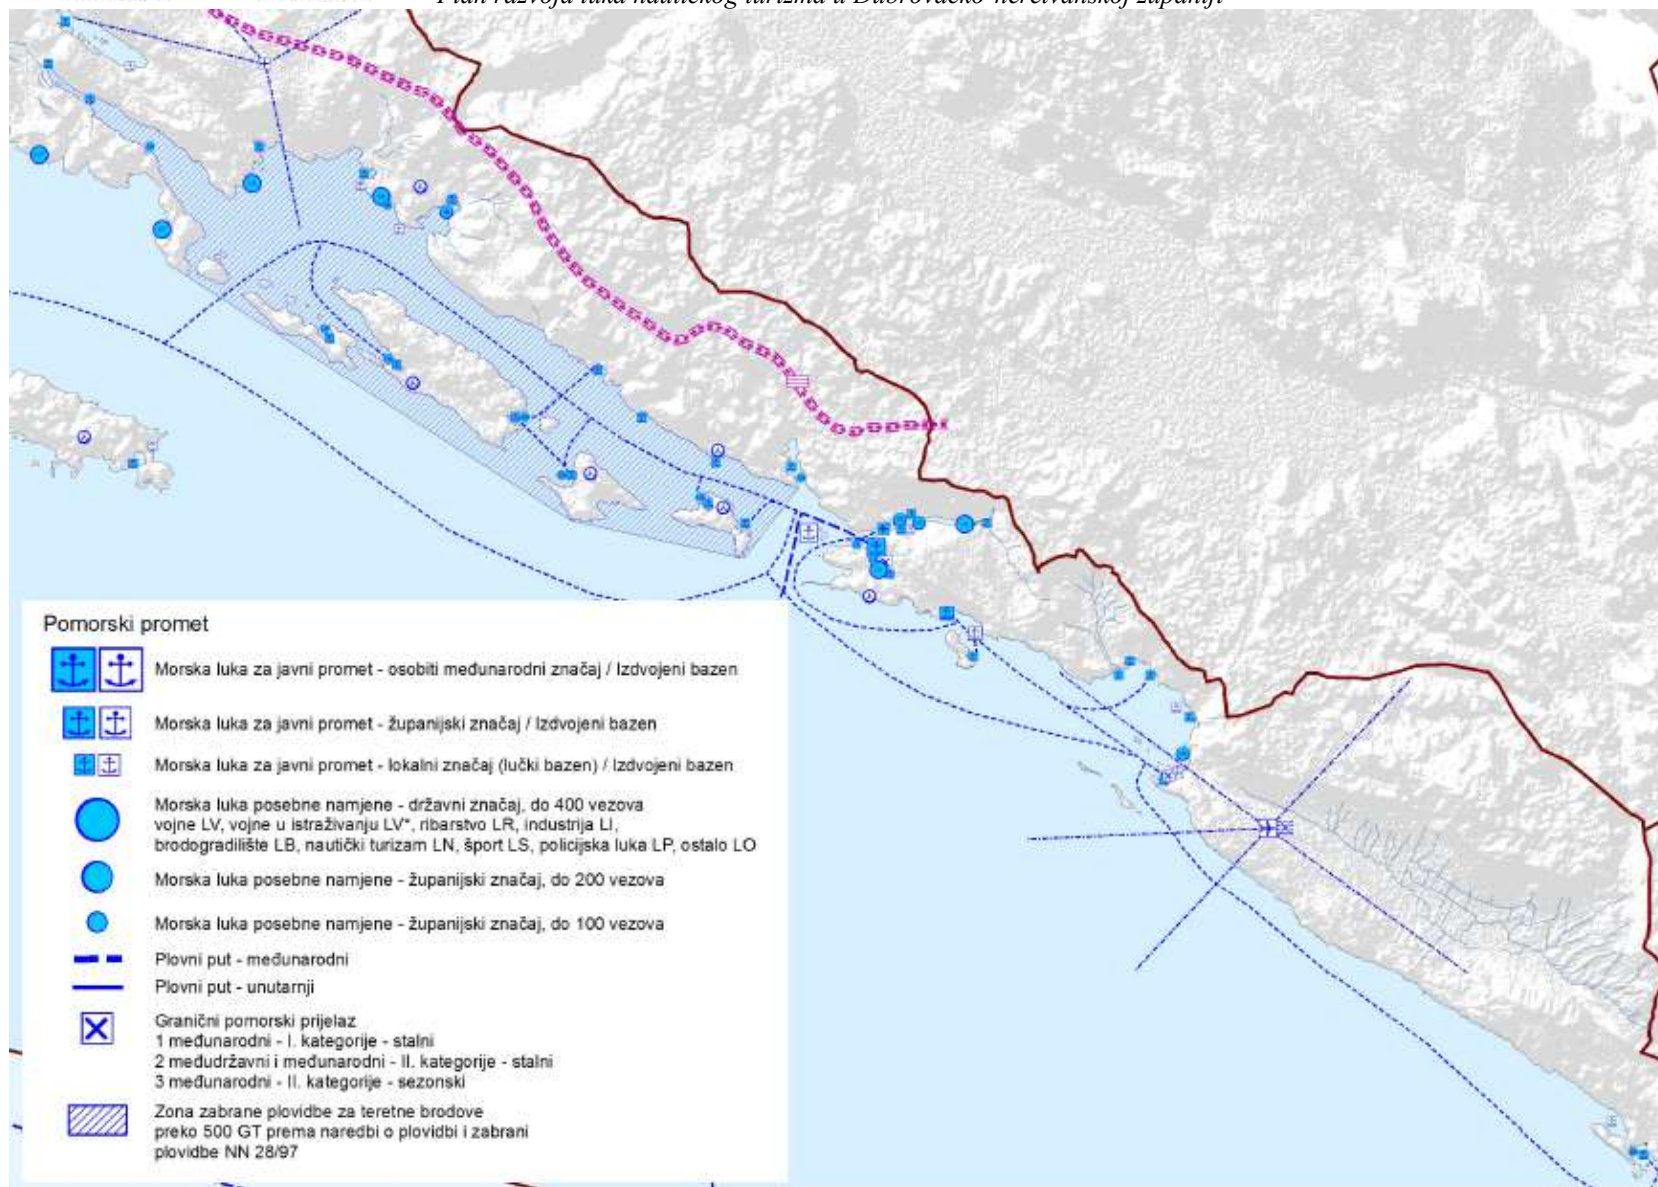 Plan razvoja luka nautičkog turizma u Dubrovačko-neretvanskoj županiji
Pomorski promet
Morska luka za javni promet - osobiti međunarodni značaj / Izdvojeni bazen
Morska luka za javni promet - županijski značaj / Izdvojeni bazen
Morska luka za javni promet - lokalni značaj (lučki bazen) / Izdvojeni bazen
Morska luka posebne namjene - državni značaj, do 400 vezova
vojne LV, vojne u istraživanju LV*, ribarstvo LR, industrija LI,
brodogradilište LB, nautički turizam LN, šport LS, policijska luka LP, ostalo LO
Morska luka posebne namjene - županijski značaj, do 200 vezova
Morska luka posebne namjene - županijski značaj, do 100 vezova
Plovni put - međunarodni
Plovni put - unutarnji
Granični pomorski prijelaz
1 međunarodni - I. kategorije - stalni
2 međudržavni i međunarodni - II. kategorije - stalni
3 međunarodni - II. kategorije - sezonski
Zona zabrane plovidbe za teretne brodove
preko 500 GT prema naredbi o plovidbi i zabrani
plovidbe NN 28/97